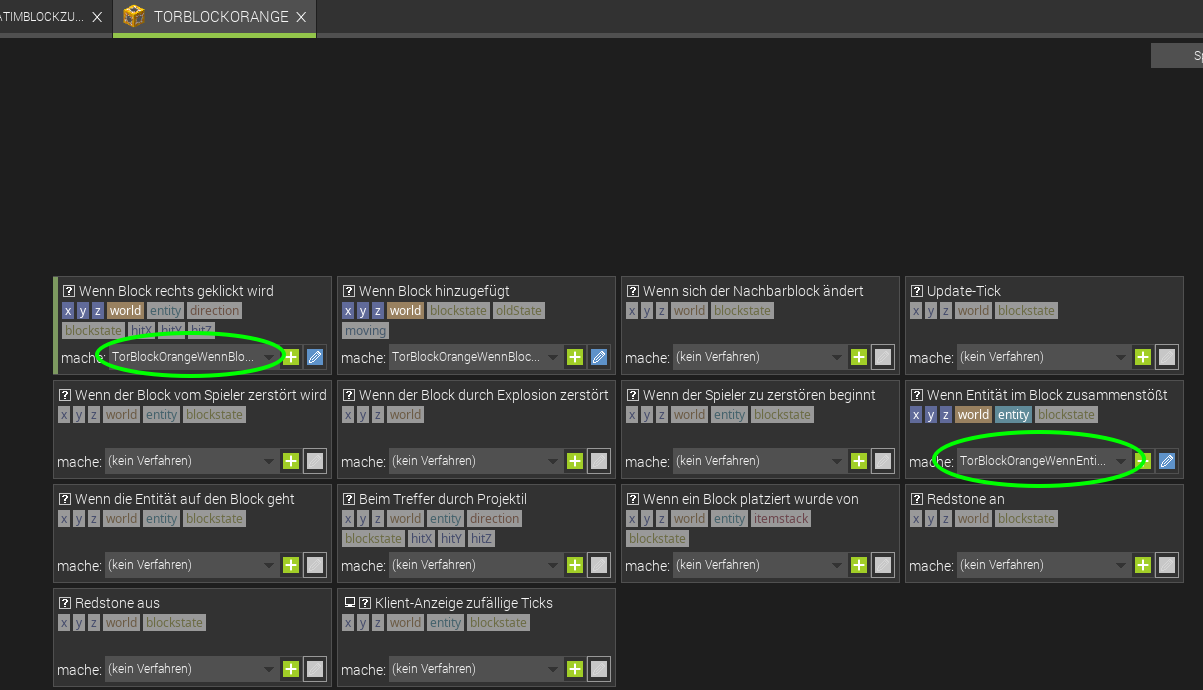 ATIMBLOCKZU...
TORBLOCKORANGE
Sp
Wenn Block rechts geklickt wird
x y z world entity direction
blockstate hitX hitY hitZ
mache: TorBlockOrangeWennBlo...
Wenn Block hinzugefügt
x y z world blockstate oldState
moving
mache: TorBlockOrangeWennBloc...
Wenn sich der Nachbarblock ändert
x y z world blockstate
mache: (kein Verfahren)
Update-Tick
x y z world blockstate
mache: (kein Verfahren)
Wenn der Block vom Spieler zerstört wird
x y z world entity blockstate
mache: (kein Verfahren)
Wenn der Block durch Explosion zerstört
x y z world
mache: (kein Verfahren)
Wenn der Spieler zu zerstören beginnt
x y z world entity blockstate
mache: (kein Verfahren)
Wenn Entität im Block zusammenstößt
x y z world entity blockstate
mache: TorBlockOrangeWennEnti...
Wenn die Entität auf den Block geht
x y z world entity blockstate
mache: (kein Verfahren)
Beim Treffer durch Projektil
x y z world entity direction
blockstate hitX hitY hitZ
mache: (kein Verfahren)
Wenn ein Block platziert wurde von
x y z world entity itemstack
blockstate
mache: (kein Verfahren)
Redstone an
x y z world blockstate
mache: (kein Verfahren)
Redstone aus
x y z world blockstate
mache: (kein Verfahren)
Klient-Anzeige zufällige Ticks
x y z world entity blockstate
mache: (kein Verfahren)